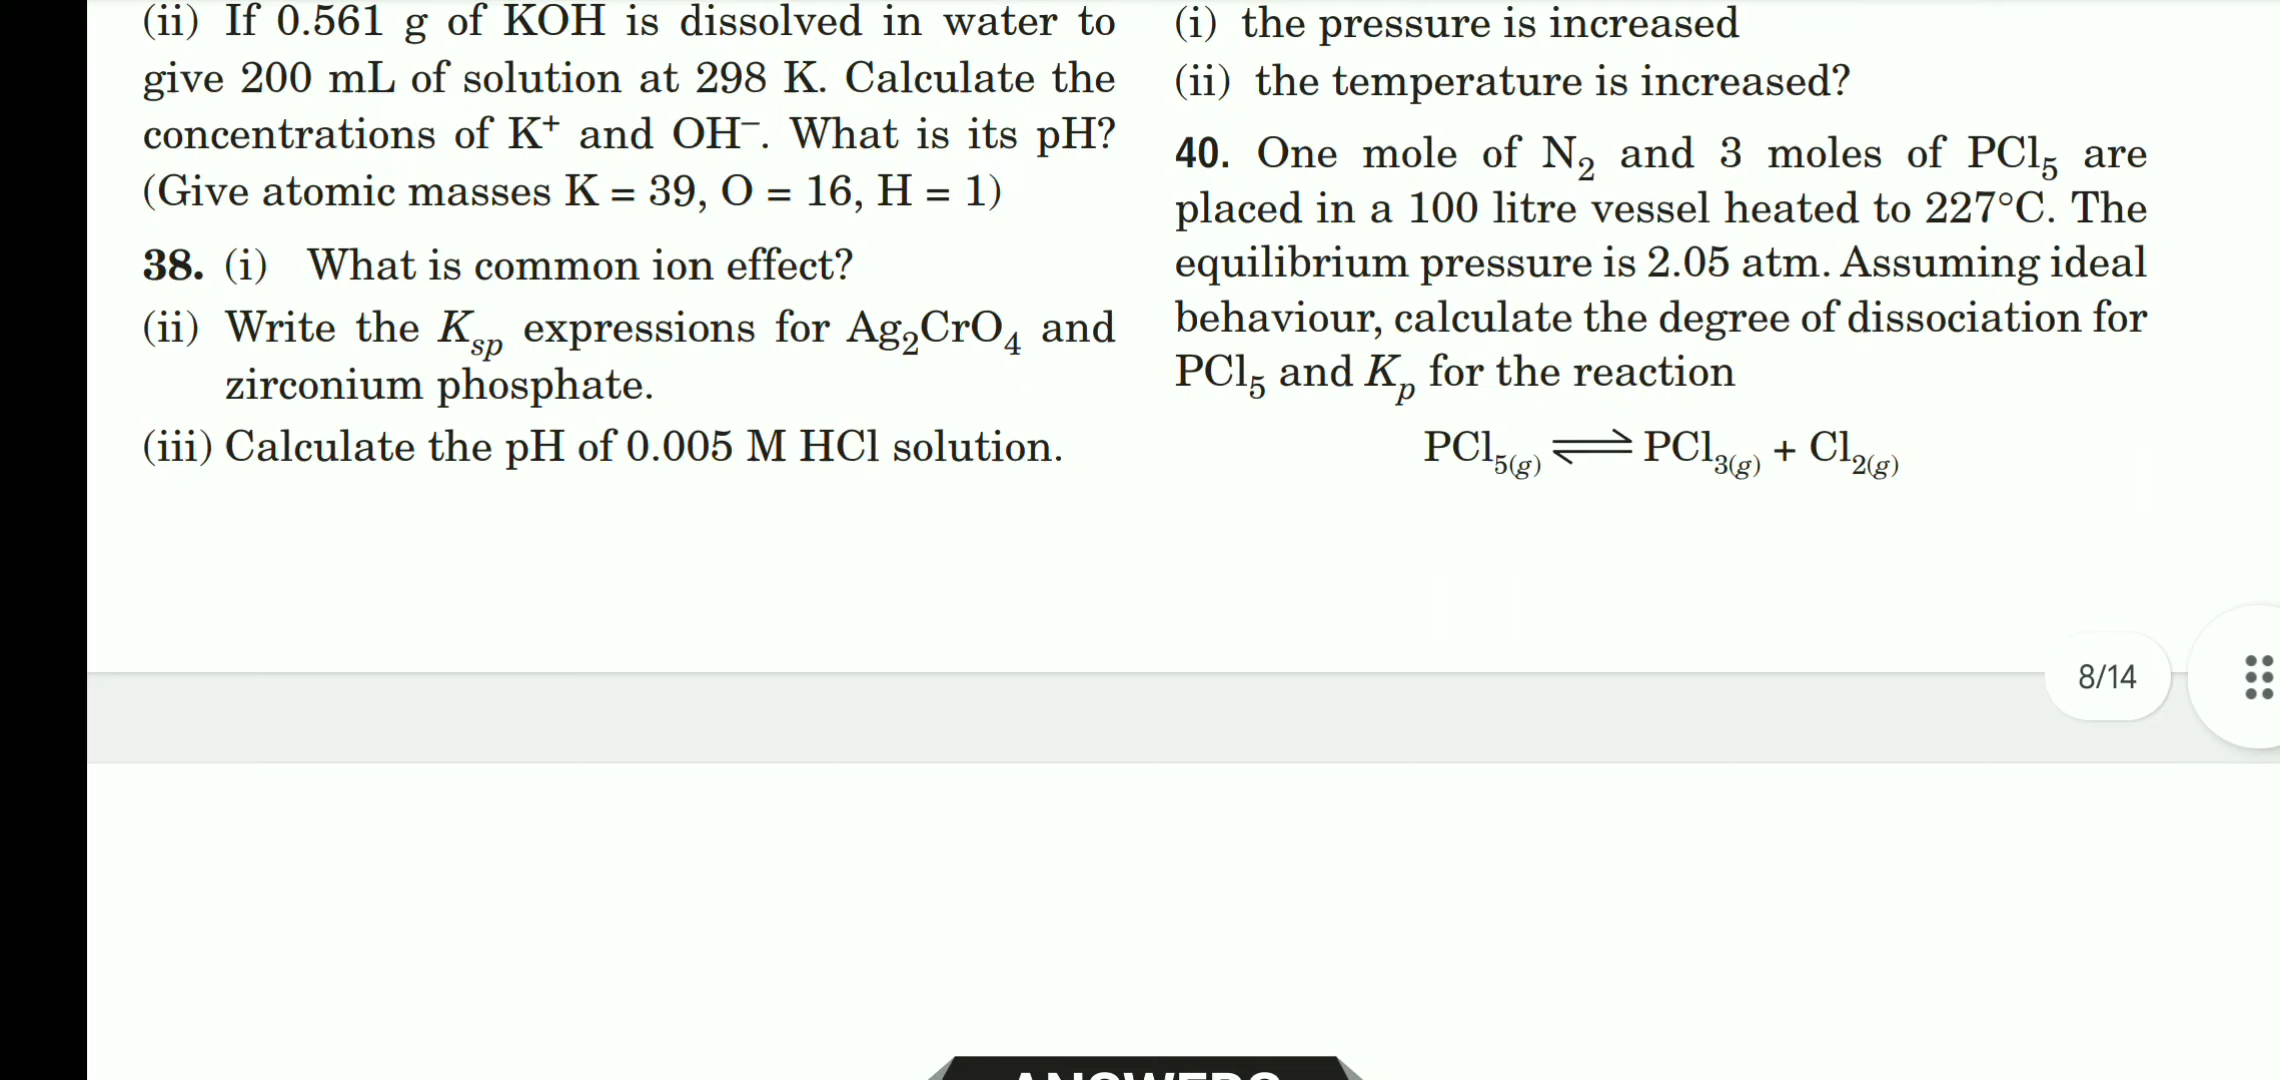 (ii) If 0.561 g of KOH is dissolved in water to
give 200 mL of solution at 298 K. Calculate the
concentrations of K⁺ and OH⁻. What is its pH?
(Give atomic masses K = 39, O = 16, H = 1)
38. (i) What is common ion effect?
(ii) Write the Kₛₚ expressions for Ag₂CrO₄ and
zirconium phosphate.
(iii) Calculate the pH of 0.005 M HCl solution.
(i) the pressure is increased
(ii) the temperature is increased?
40. One mole of N₂ and 3 moles of PCl₅ are
placed in a 100 litre vessel heated to 227°C. The
equilibrium pressure is 2.05 atm. Assuming ideal
behaviour, calculate the degree of dissociation for
PCl₅ and Kₚ for the reaction
PCl₅(g) ⇌ PCl₃(g) + Cl₂(g)
8/14
ANSWERS